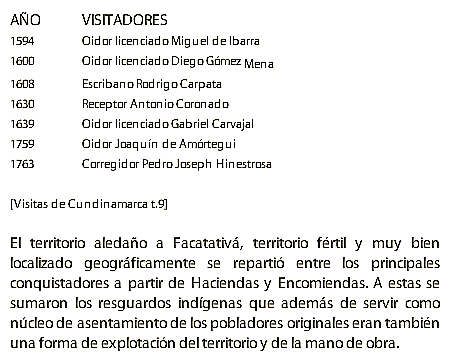 AÑO VISITADORES
1594 Oidor licenciado Miguel de Ibarra
1600 Oidor licenciado Diego Gómez Mena
1608 Escribano Rodrigo Carpata
1630 Receptor Antonio Coronado
1639 Oidor licenciado Gabriel Carvajal
1759 Oidor Joaquín de Amórtegui
1763 Corregidor Pedro Joseph Hinestrosa
[Visitas de Cundinamarca t.9]
El territorio aledaño a Facatativá, territorio fértil y muy bien
localizado geográficamente se repartió entre los principales
conquistadores a partir de Haciendas y Encomiendas. A estas se
sumaron los resguardos indígenas que además de servir como
núcleo de asentamiento de los pobladores originales eran también
una forma de explotación del territorio y de la mano de obra.